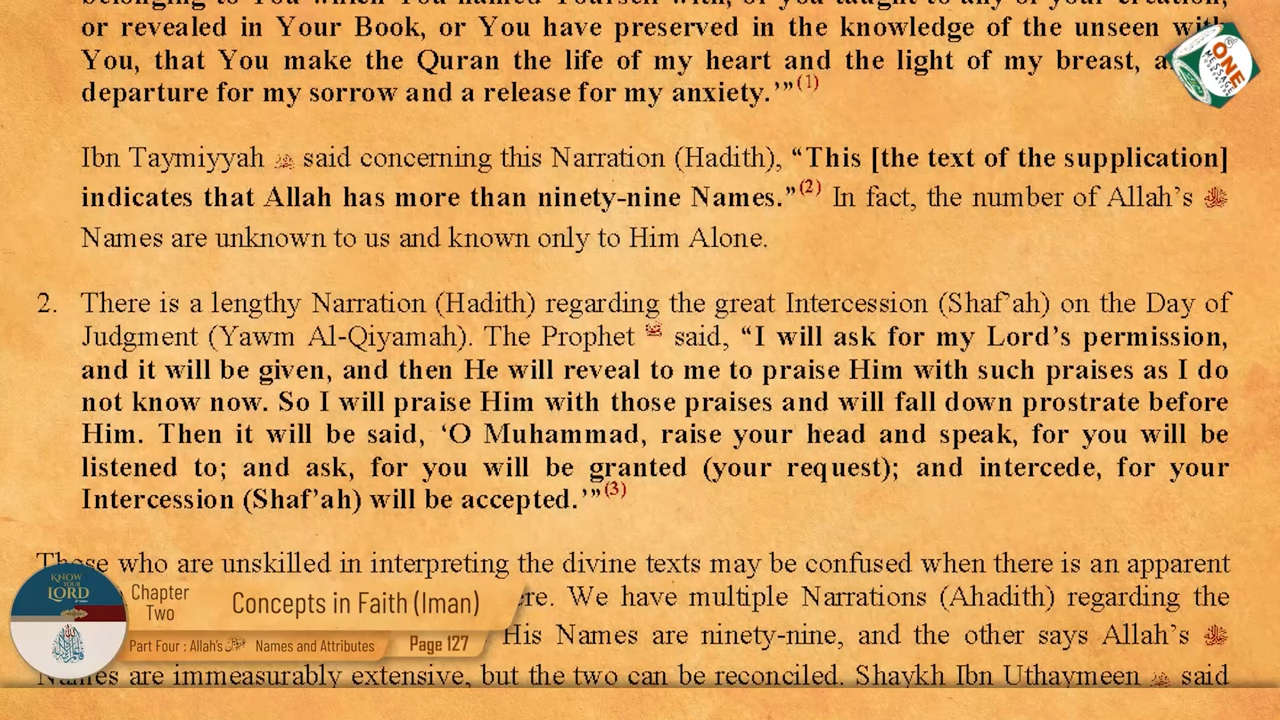 or revealed in Your Book, or You have preserved in the knowledge of the unseen with
You, that You make the Quran the life of my heart and the light of my breast, a
departure for my sorrow and a release for my anxiety.’”(1)
Ibn Taymiyyah said concerning this Narration (Hadith), “This [the text of the supplication]
indicates that Allah has more than ninety-nine Names.”(2) In fact, the number of Allah’s ﷻ
Names are unknown to us and known only to Him Alone.
2. There is a lengthy Narration (Hadith) regarding the great Intercession (Shaf’ah) on the Day of
Judgment (Yawm Al-Qiyamah). The Prophet ﷺ said, “I will ask for my Lord’s permission,
and it will be given, and then He will reveal to me to praise Him with such praises as I do
not know now. So I will praise Him with those praises and will fall down prostrate before
Him. Then it will be said, ‘O Muhammad, raise your head and speak, for you will be
listened to; and ask, for you will be granted (your request); and intercede, for your
Intercession (Shaf’ah) will be accepted.’”(3)
Those who are unskilled in interpreting the divine texts may be confused when there is an apparent
ere. We have multiple Narrations (Ahadith) regarding the
His Names are ninety-nine, and the other says Allah’s ﷻ
Names are immeasurably extensive, but the two can be reconciled. Shaykh Ibn Uthaymeen said
KNOW YOUR LORD
Chapter Two
Concepts in Faith (Iman)
Part Four : Allah’s ﷻ Names and Attributes
Page 127
ONE MESSAGE